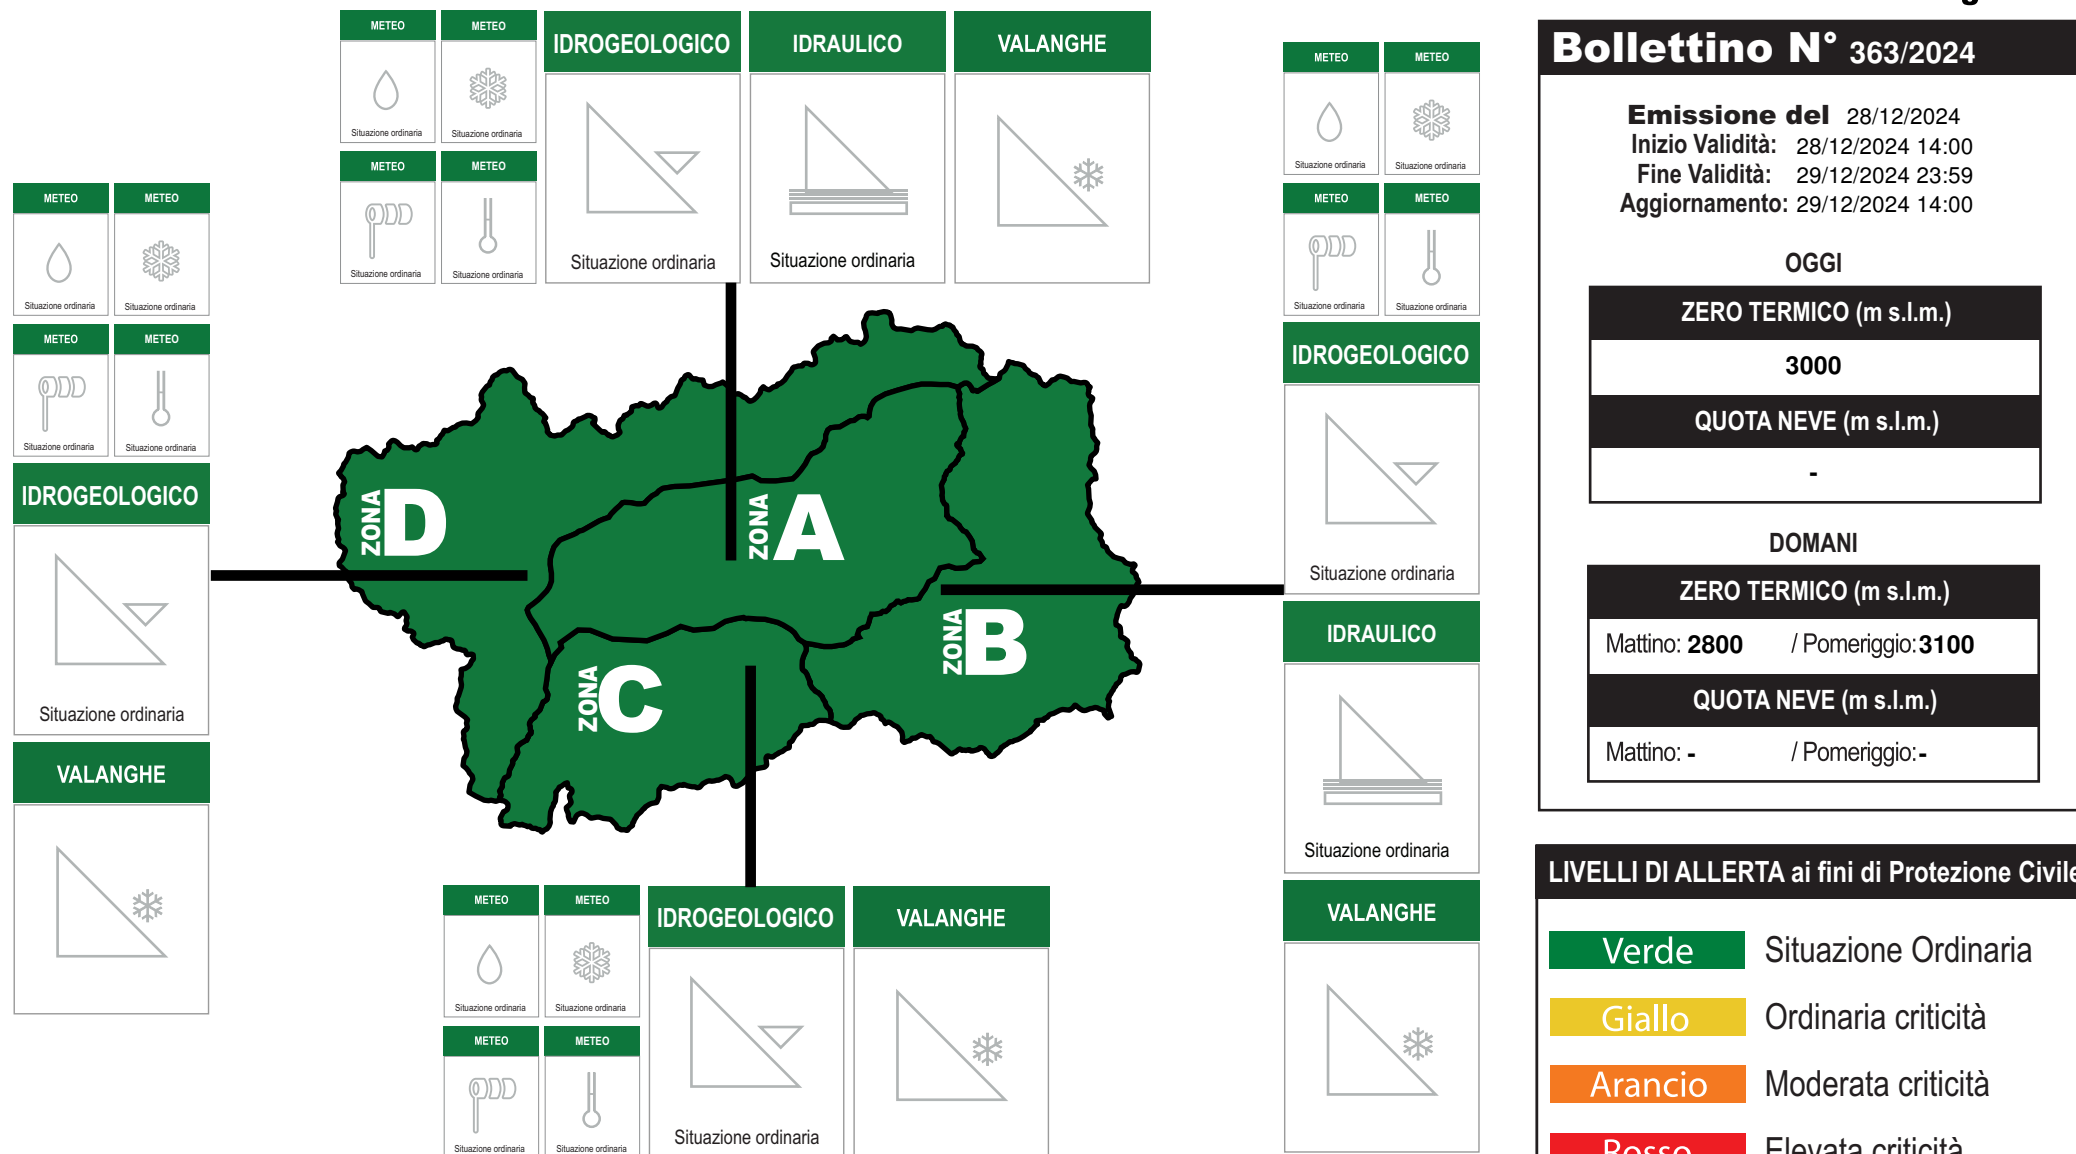 METEO
METEO
Situazione ordinaria
Situazione ordinaria
METEO
METEO
Situazione ordinaria
Situazione ordinaria
IDROGEOLOGICO
Situazione ordinaria
IDRAULICO
Situazione ordinaria
VALANGHE
METEO
METEO
Situazione ordinaria
Situazione ordinaria
METEO
METEO
Situazione ordinaria
Situazione ordinaria
IDROGEOLOGICO
Situazione ordinaria
VALANGHE
ZONA D
ZONA A
ZONA B
ZONA C
METEO
METEO
Situazione ordinaria
Situazione ordinaria
METEO
METEO
Situazione ordinaria
Situazione ordinaria
IDROGEOLOGICO
Situazione ordinaria
VALANGHE
METEO
METEO
Situazione ordinaria
Situazione ordinaria
METEO
METEO
Situazione ordinaria
Situazione ordinaria
IDROGEOLOGICO
Situazione ordinaria
IDRAULICO
Situazione ordinaria
VALANGHE
Bollettino N° 363/2024
Emissione del 28/12/2024
Inizio Validità: 28/12/2024 14:00
Fine Validità: 29/12/2024 23:59
Aggiornamento: 29/12/2024 14:00
OGGI
ZERO TERMICO (m s.l.m.)
3000
QUOTA NEVE (m s.l.m.)
-
DOMANI
ZERO TERMICO (m s.l.m.)
Mattino: 2800 / Pomeriggio: 3100
QUOTA NEVE (m s.l.m.)
Mattino: - / Pomeriggio: -
LIVELLI DI ALLERTA ai fini di Protezione Civile
Verde Situazione Ordinaria
Giallo Ordinaria criticità
Arancio Moderata criticità
Rosso Elevata criticità